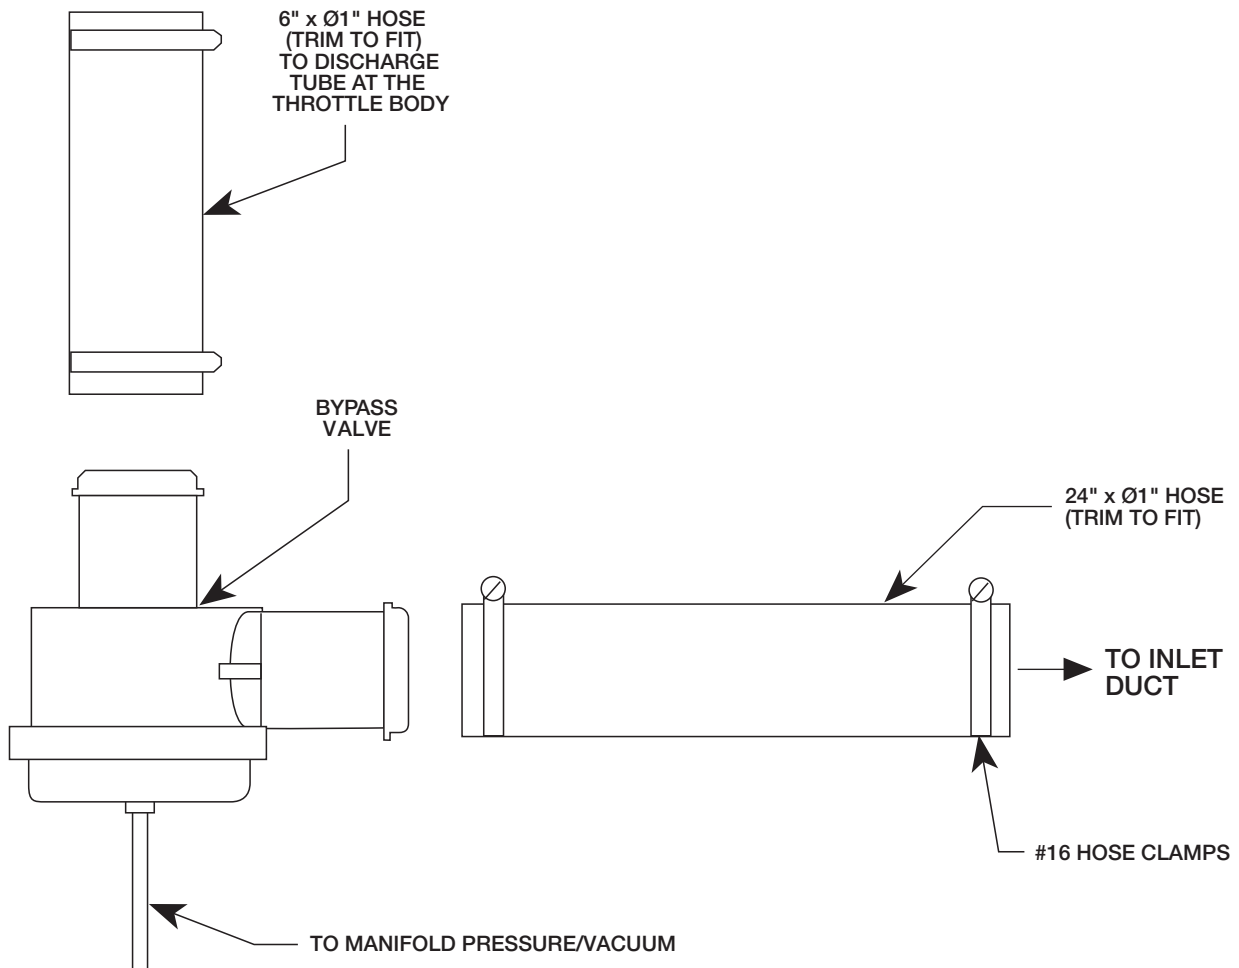 6" x Ø1" HOSE
(TRIM TO FIT)
TO DISCHARGE
TUBE AT THE
THROTTLE BODY
BYPASS
VALVE
24" x Ø1" HOSE
(TRIM TO FIT)
TO INLET
DUCT
#16 HOSE CLAMPS
TO MANIFOLD PRESSURE/VACUUM